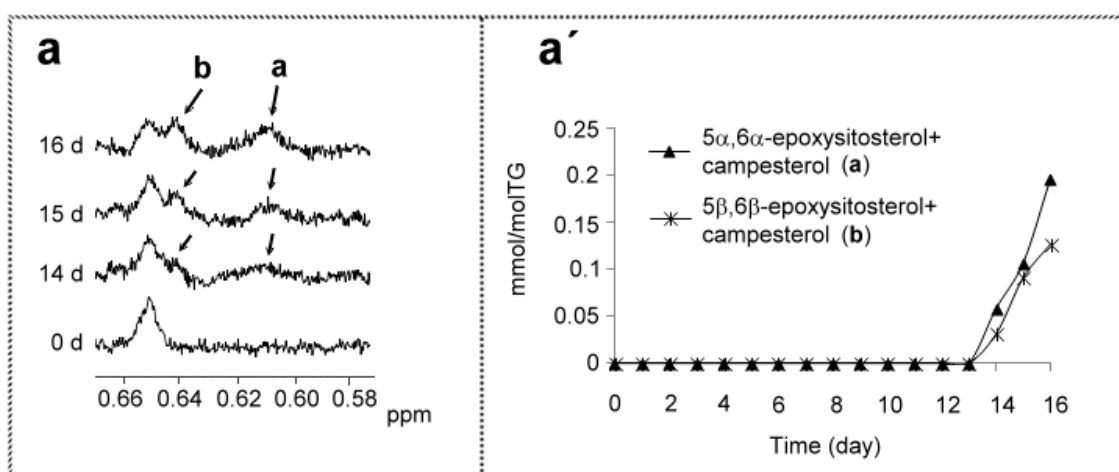 a
b a
16 d
15 d
14 d
0 d
0.66 0.64 0.62 0.60 0.58
ppm
a´
0.25
0.2
0.15
0.1
0.05
0
mmol/molTG
5α,6α-epoxysitosterol+
campesterol (a)
5β,6β-epoxysitosterol+
campesterol (b)
0 2 4 6 8 10 12 14 16
Time (day)